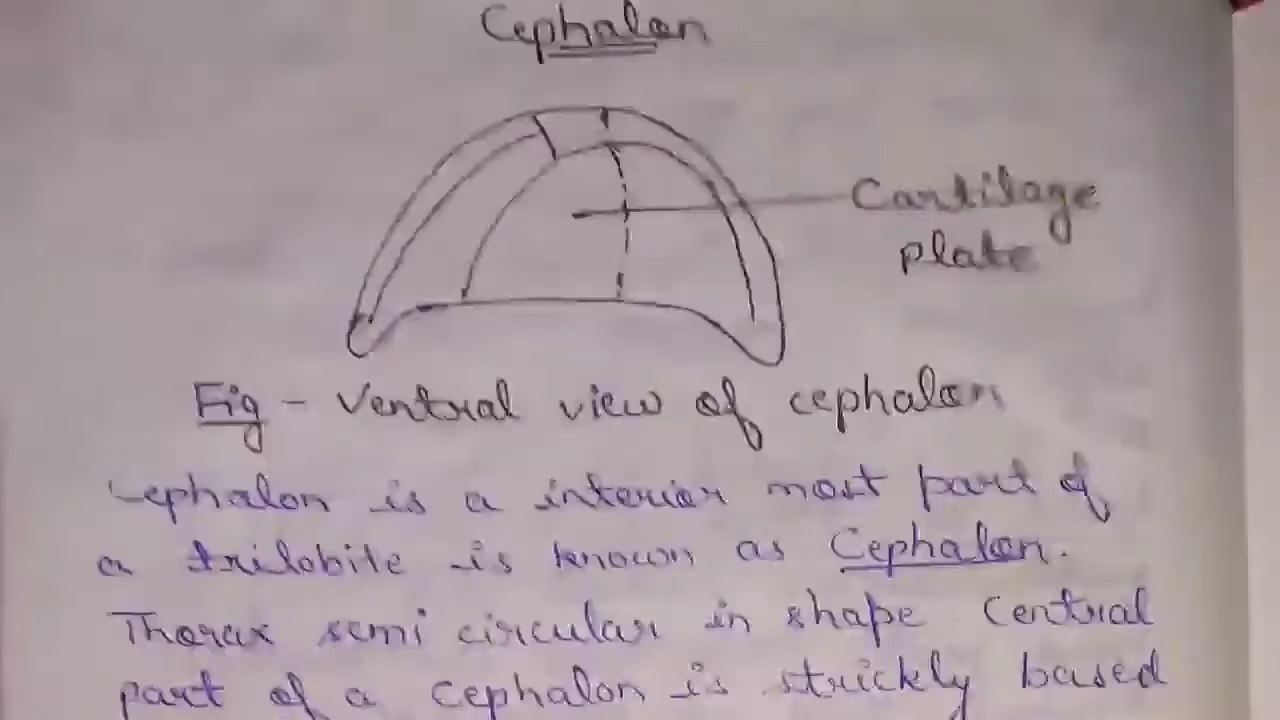 Cephalon
Cartilage
plate
Fig - Ventral view of cephalon
Cephalon is a interior most part of
a trilobite is known as Cephalon.
Thorax semi circular in shape Central
part of a cephalon is strickly based